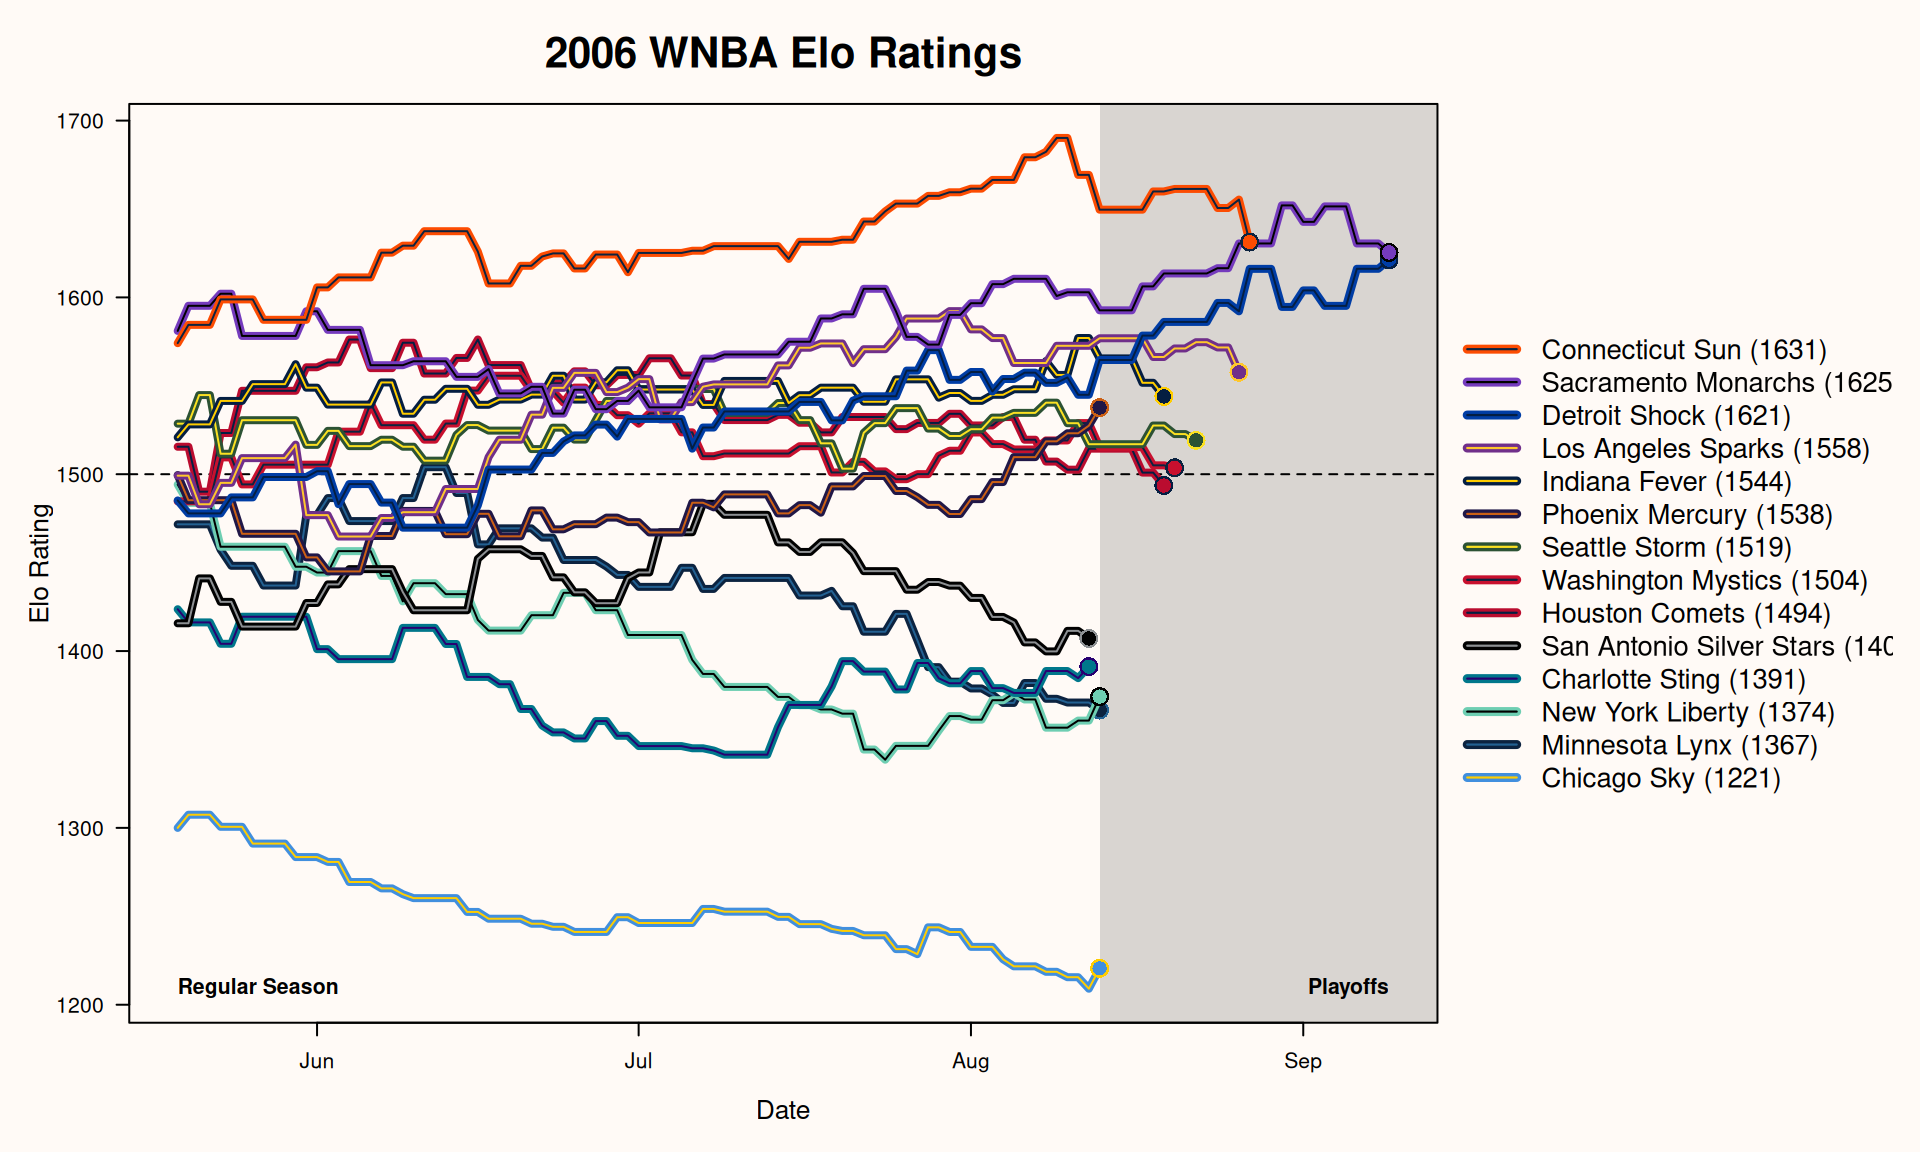 2006 WNBA Elo Ratings
1700
1600
1500
1400
1300
1200
Elo Rating
Regular Season
Playoffs
Jun
Jul
Aug
Sep
Date
Connecticut Sun (1631)
Sacramento Monarchs (1625
Detroit Shock (1621)
Los Angeles Sparks (1558)
Indiana Fever (1544)
Phoenix Mercury (1538)
Seattle Storm (1519)
Washington Mystics (1504)
Houston Comets (1494)
San Antonio Silver Stars (140
Charlotte Sting (1391)
New York Liberty (1374)
Minnesota Lynx (1367)
Chicago Sky (1221)